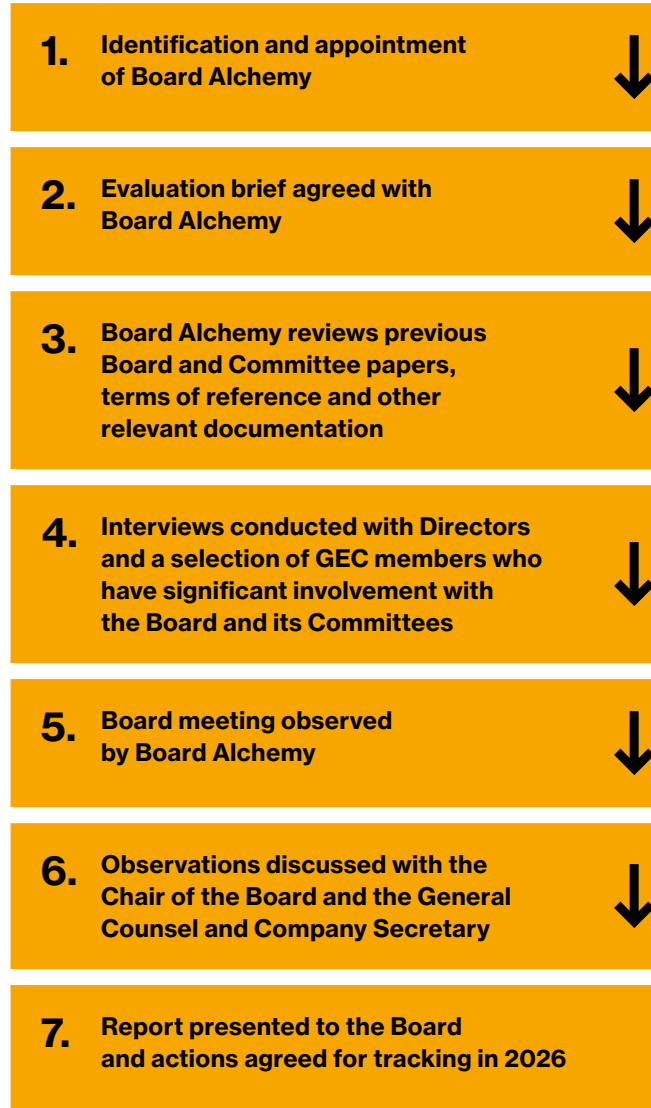 1. Identification and appointment
of Board Alchemy
2. Evaluation brief agreed with
Board Alchemy
3. Board Alchemy reviews previous
Board and Committee papers,
terms of reference and other
relevant documentation
4. Interviews conducted with Directors
and a selection of GEC members who
have significant involvement with
the Board and its Committees
5. Board meeting observed
by Board Alchemy
6. Observations discussed with the
Chair of the Board and the General
Counsel and Company Secretary
7. Report presented to the Board
and actions agreed for tracking in 2026